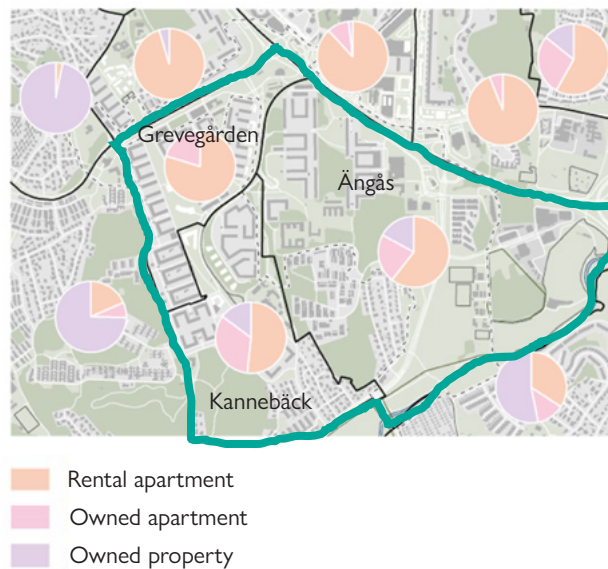 Grevegården
Ängås
Kannebäck
Rental apartment
Owned apartment
Owned property